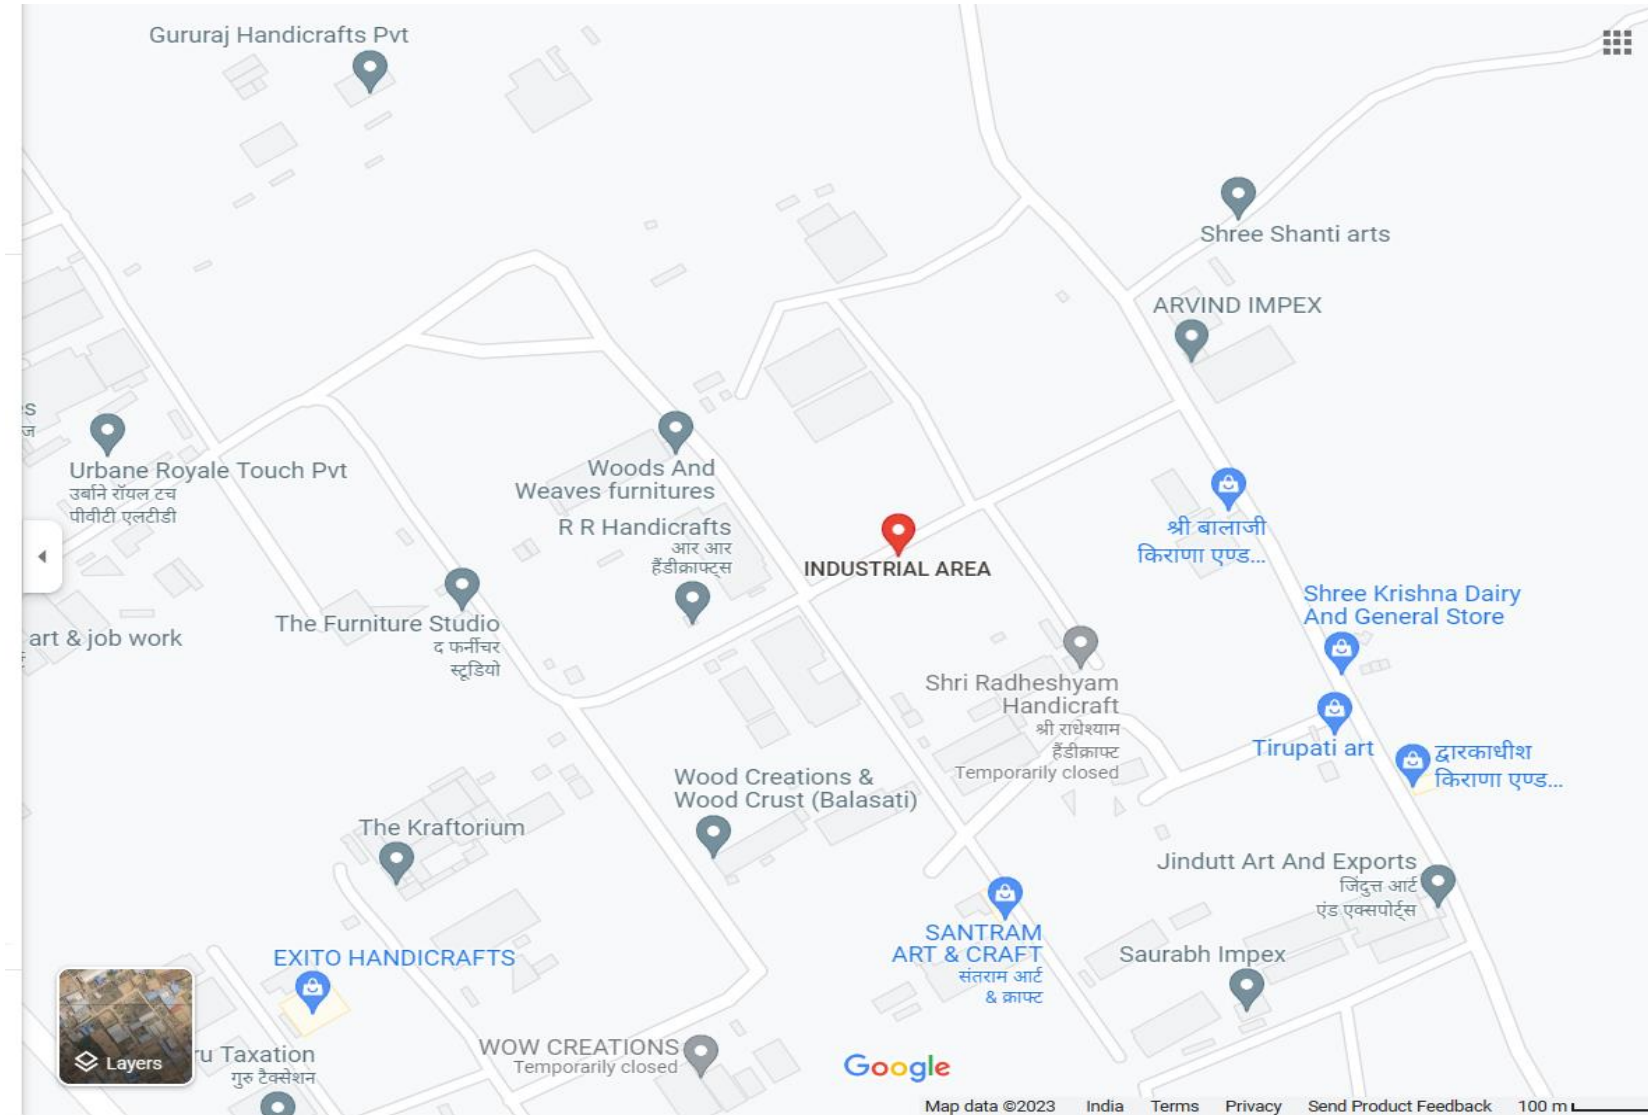 Gururaj Handicrafts Pvt
Shree Shanti arts
ARVIND IMPEX
Urbane Royale Touch Pvt
उर्बाने रॉयल टच
पीवीटी एलटीडी
Woods And
Weaves furnitures
R R Handicrafts
आर आर
हैंडीक्राफ्ट्स
INDUSTRIAL AREA
श्री बालाजी
किराणा एण्ड...
Shree Krishna Dairy
And General Store
art & job work
The Furniture Studio
द फर्नीचर
स्टूडियो
Shri Radheshyam
Handicraft
श्री राधेश्याम
हैंडीक्राफ्ट
Temporarily closed
Tirupati art
द्वारकाधीश
किराणा एण्ड...
Wood Creations &
Wood Crust (Balasati)
The Kraftorium
Jindutt Art And Exports
जिंदुत्त आर्ट
एंड एक्सपोर्ट्स
EXITO HANDICRAFTS
SANTRAM
ART & CRAFT
संतराम आर्ट
& क्राफ्ट
Saurabh Impex
Layers
ru Taxation
गुरु टैक्सेशन
WOW CREATIONS
Temporarily closed
Google
Map data ©2023 India Terms Privacy Send Product Feedback 100 m